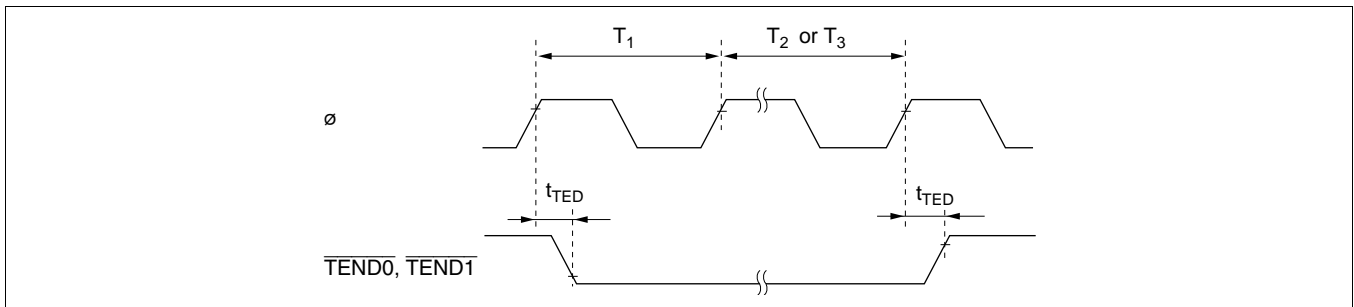 T1
T2 or T3
ø
tTED
tTED
TEND0, TEND1